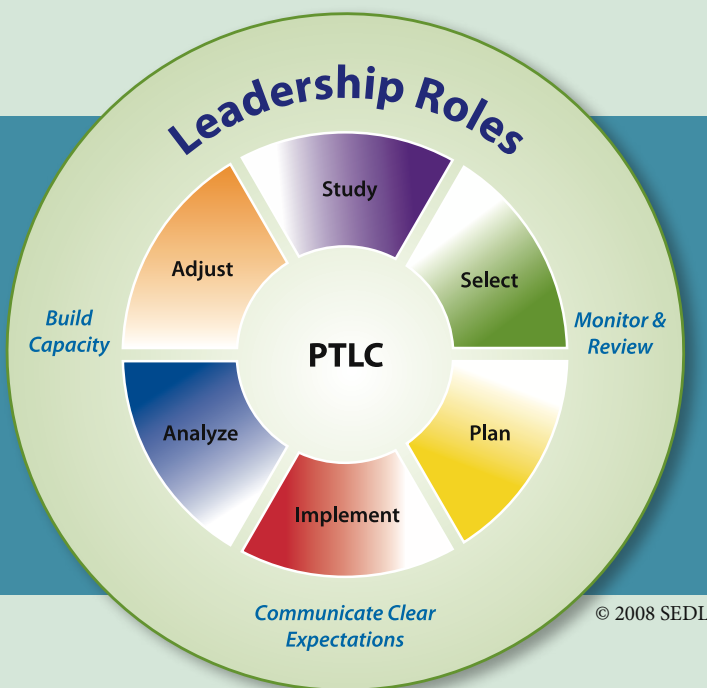 Leadership Roles
Study
Adjust
Select
Build
Capacity
Monitor &
Review
PTLC
Analyze
Plan
Implement
Communicate Clear
Expectations
© 2008 SEDL